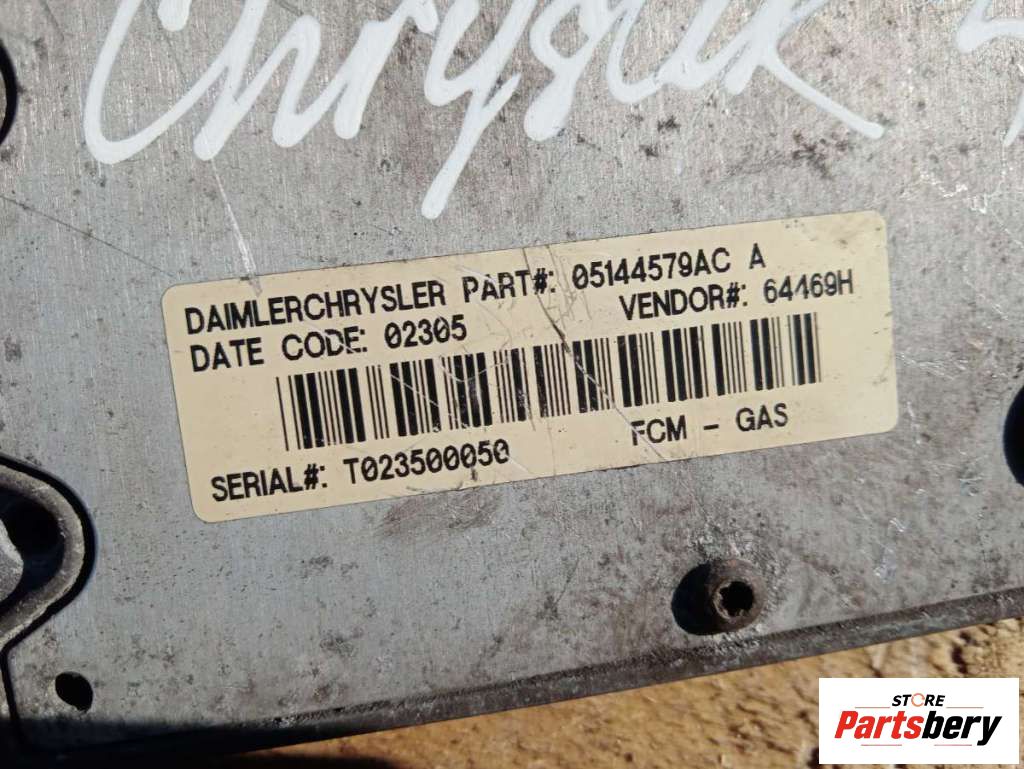 Chrysler
DAIMLERCHRYSLER PART#: 05144579AC A
DATE CODE: 02305 VENDOR#: 64469H
SERIAL#: T023500050 FCM - GAS
STORE
Partsbery